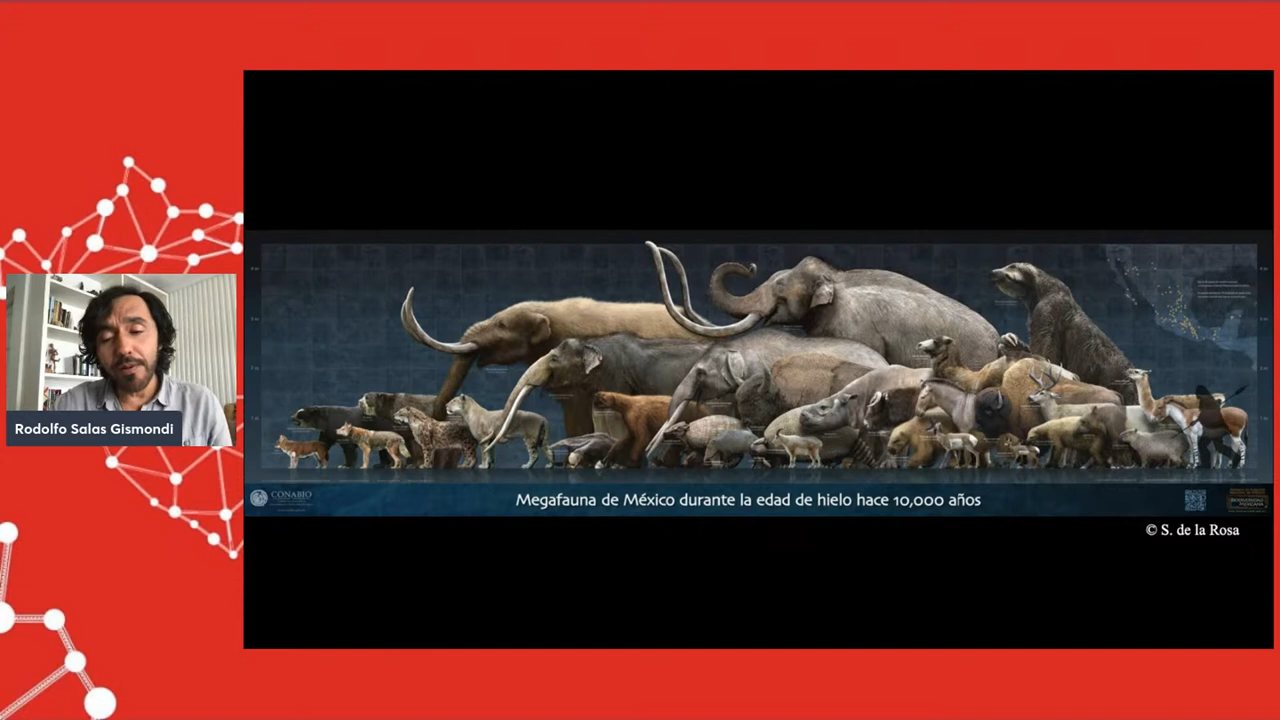 Rodolfo Salas Gismondi
CONABIO
Megafauna de México durante la edad de hielo hace 10,000 años
© S. de la Rosa